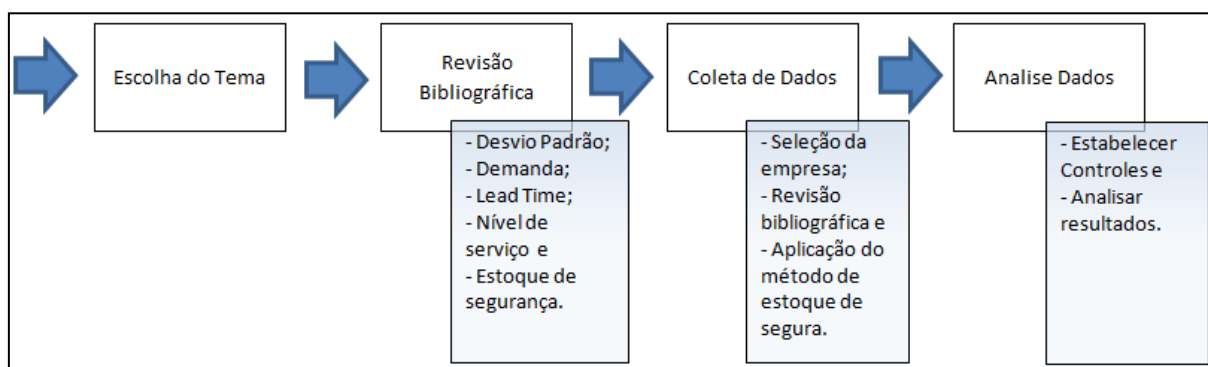 Escolha do Tema
Revisão
Bibliográfica
- Desvio Padrão;
- Demanda;
- Lead Time;
- Nível de
serviço e
- Estoque de
segurança.
Coleta de Dados
- Seleção da
empresa;
- Revisão
bibliográfica e
- Aplicação do
método de
estoque de
segura.
Analise Dados
- Estabelecer
Controles e
- Analisar
resultados.